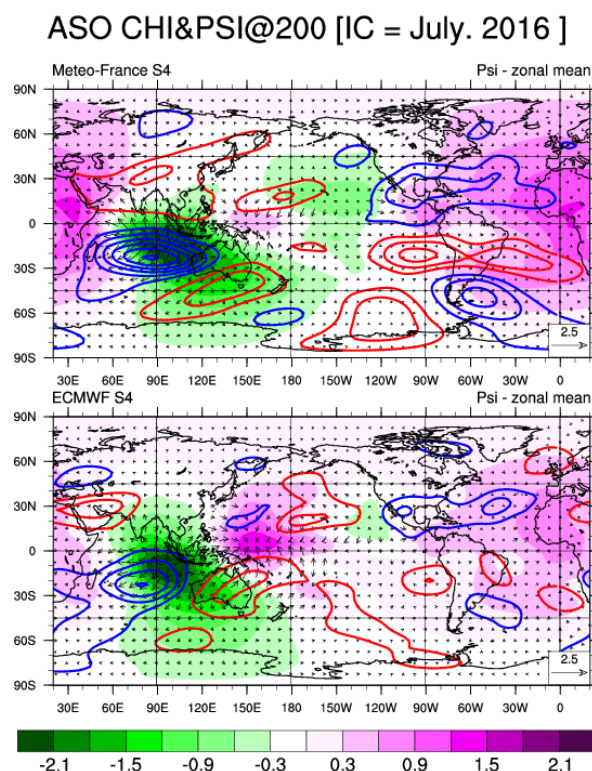 ASO CHI&PSI@200 [IC = July. 2016 ]
Meteo-France S4 Psi - zonal mean
90N
60N
30N
0
30S
60S
90S
2.5
30E 60E 90E 120E 150E 180 150W 120W 90W 60W 30W 0
ECMWF S4 Psi - zonal mean
90N
60N
30N
0
30S
60S
90S
2.5
30E 60E 90E 120E 150E 180 150W 120W 90W 60W 30W 0
-2.1 -1.5 -0.9 -0.3 0.3 0.9 1.5 2.1